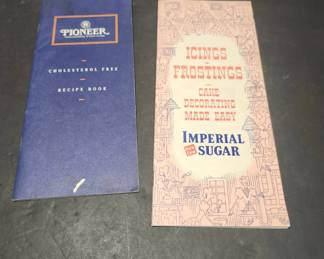 PIONEER
CHOLESTEROL FREE
RECIPE BOOK
ICINGS
FROSTINGS
CAKE
DECORATING
MADE EASY
IMPERIAL
SUGAR